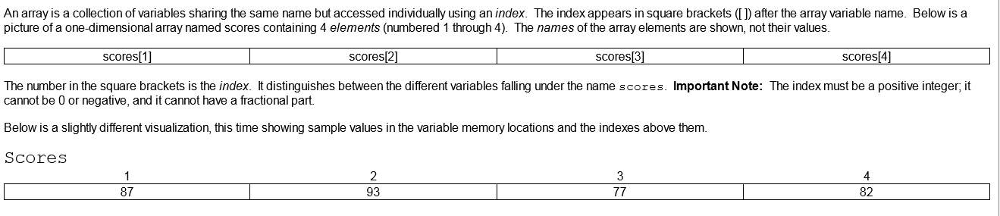 An array is a collection of variables sharing the same name but accessed individually using an index.  The index appears in square brackets ([ ]) after the array variable name.  Below is a
picture of a one-dimensional array named scores containing 4 elements (numbered 1 through 4).  The names of the array elements are shown, not their values.
scores[1] scores[2] scores[3] scores[4]
The number in the square brackets is the index.  It distinguishes between the different variables falling under the name scores.  Important Note:  The index must be a positive integer; it
cannot be 0 or negative, and it cannot have a fractional part.
Below is a slightly different visualization, this time showing sample values in the variable memory locations and the indexes above them.
Scores
1 2 3 4
87 93 77 82